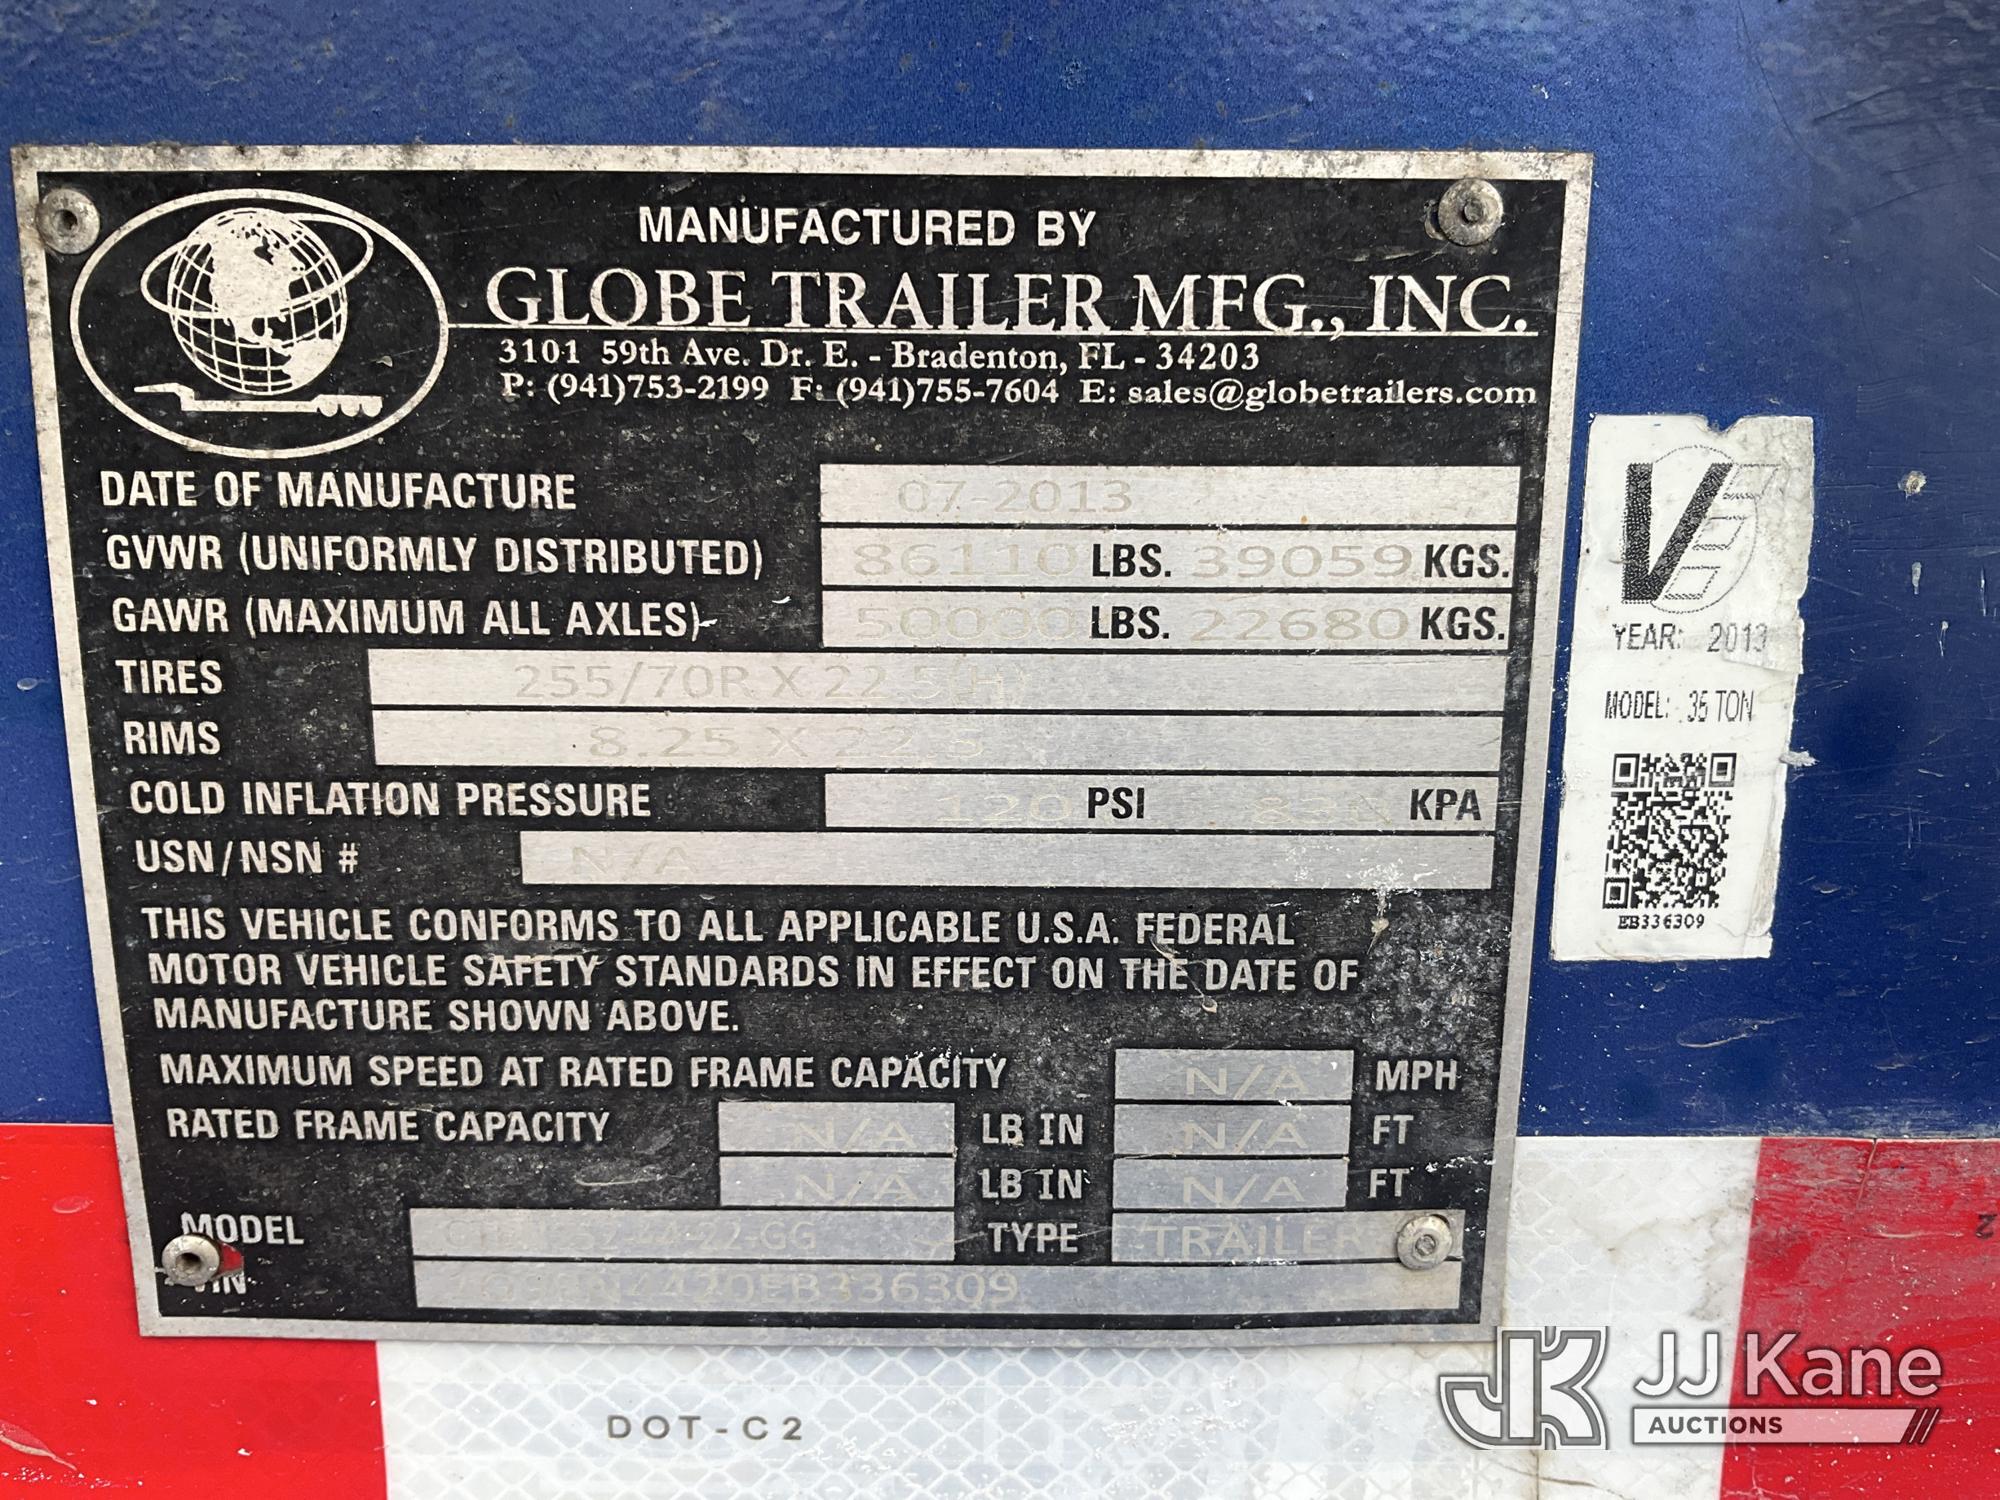 MANUFACTURED BY
GLOBE TRAILER MFG., INC.
3101 59th Ave. Dr. E. - Bradenton, FL - 34203
P: (941)753-2199 F: (941)755-7604 E: sales@globetrailers.com
DATE OF MANUFACTURE 07-2013
GVWR (UNIFORMLY DISTRIBUTED) 86110 LBS. 39059 KGS.
GAWR (MAXIMUM ALL AXLES) 50000 LBS. 22680 KGS.
TIRES 255/70R X 22.5(H)
RIMS 8.25 X 22.5
COLD INFLATION PRESSURE 120 PSI KPA
USN/NSN # N/A
THIS VEHICLE CONFORMS TO ALL APPLICABLE U.S.A. FEDERAL
MOTOR VEHICLE SAFETY STANDARDS IN EFFECT ON THE DATE OF
MANUFACTURE SHOWN ABOVE.
MAXIMUM SPEED AT RATED FRAME CAPACITY N/A MPH
RATED FRAME CAPACITY N/A LB IN N/A FT
N/A LB IN N/A FT
MODEL TYPE TRAILER
VIN
YEAR: 2013
MODEL: 35 TON
EB336309
DOT-C2
JJ Kane
AUCTIONS